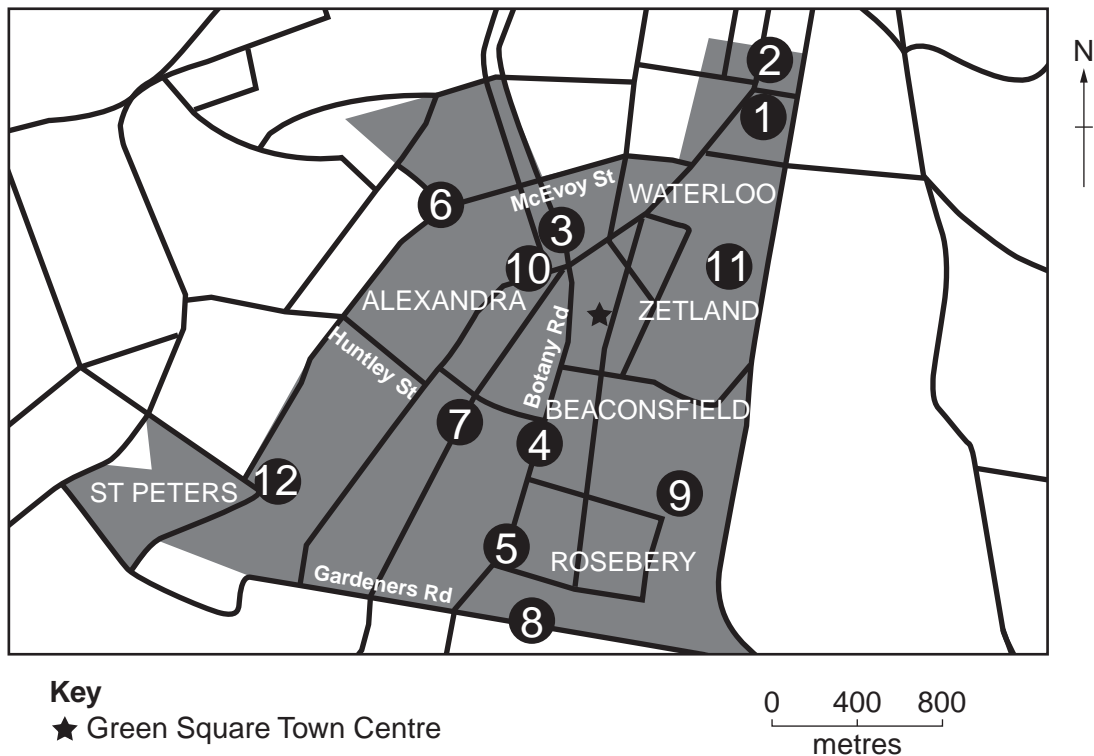 2
N
1
WATERLOO
McEvoy St
6
3
10
11
ALEXANDRA
ZETLAND
Huntley St
Botany Rd
BEACONSFIELD
7
4
12
ST PETERS
9
5
ROSEBERY
Gardeners Rd
8
Key
★ Green Square Town Centre
0 400 800
metres